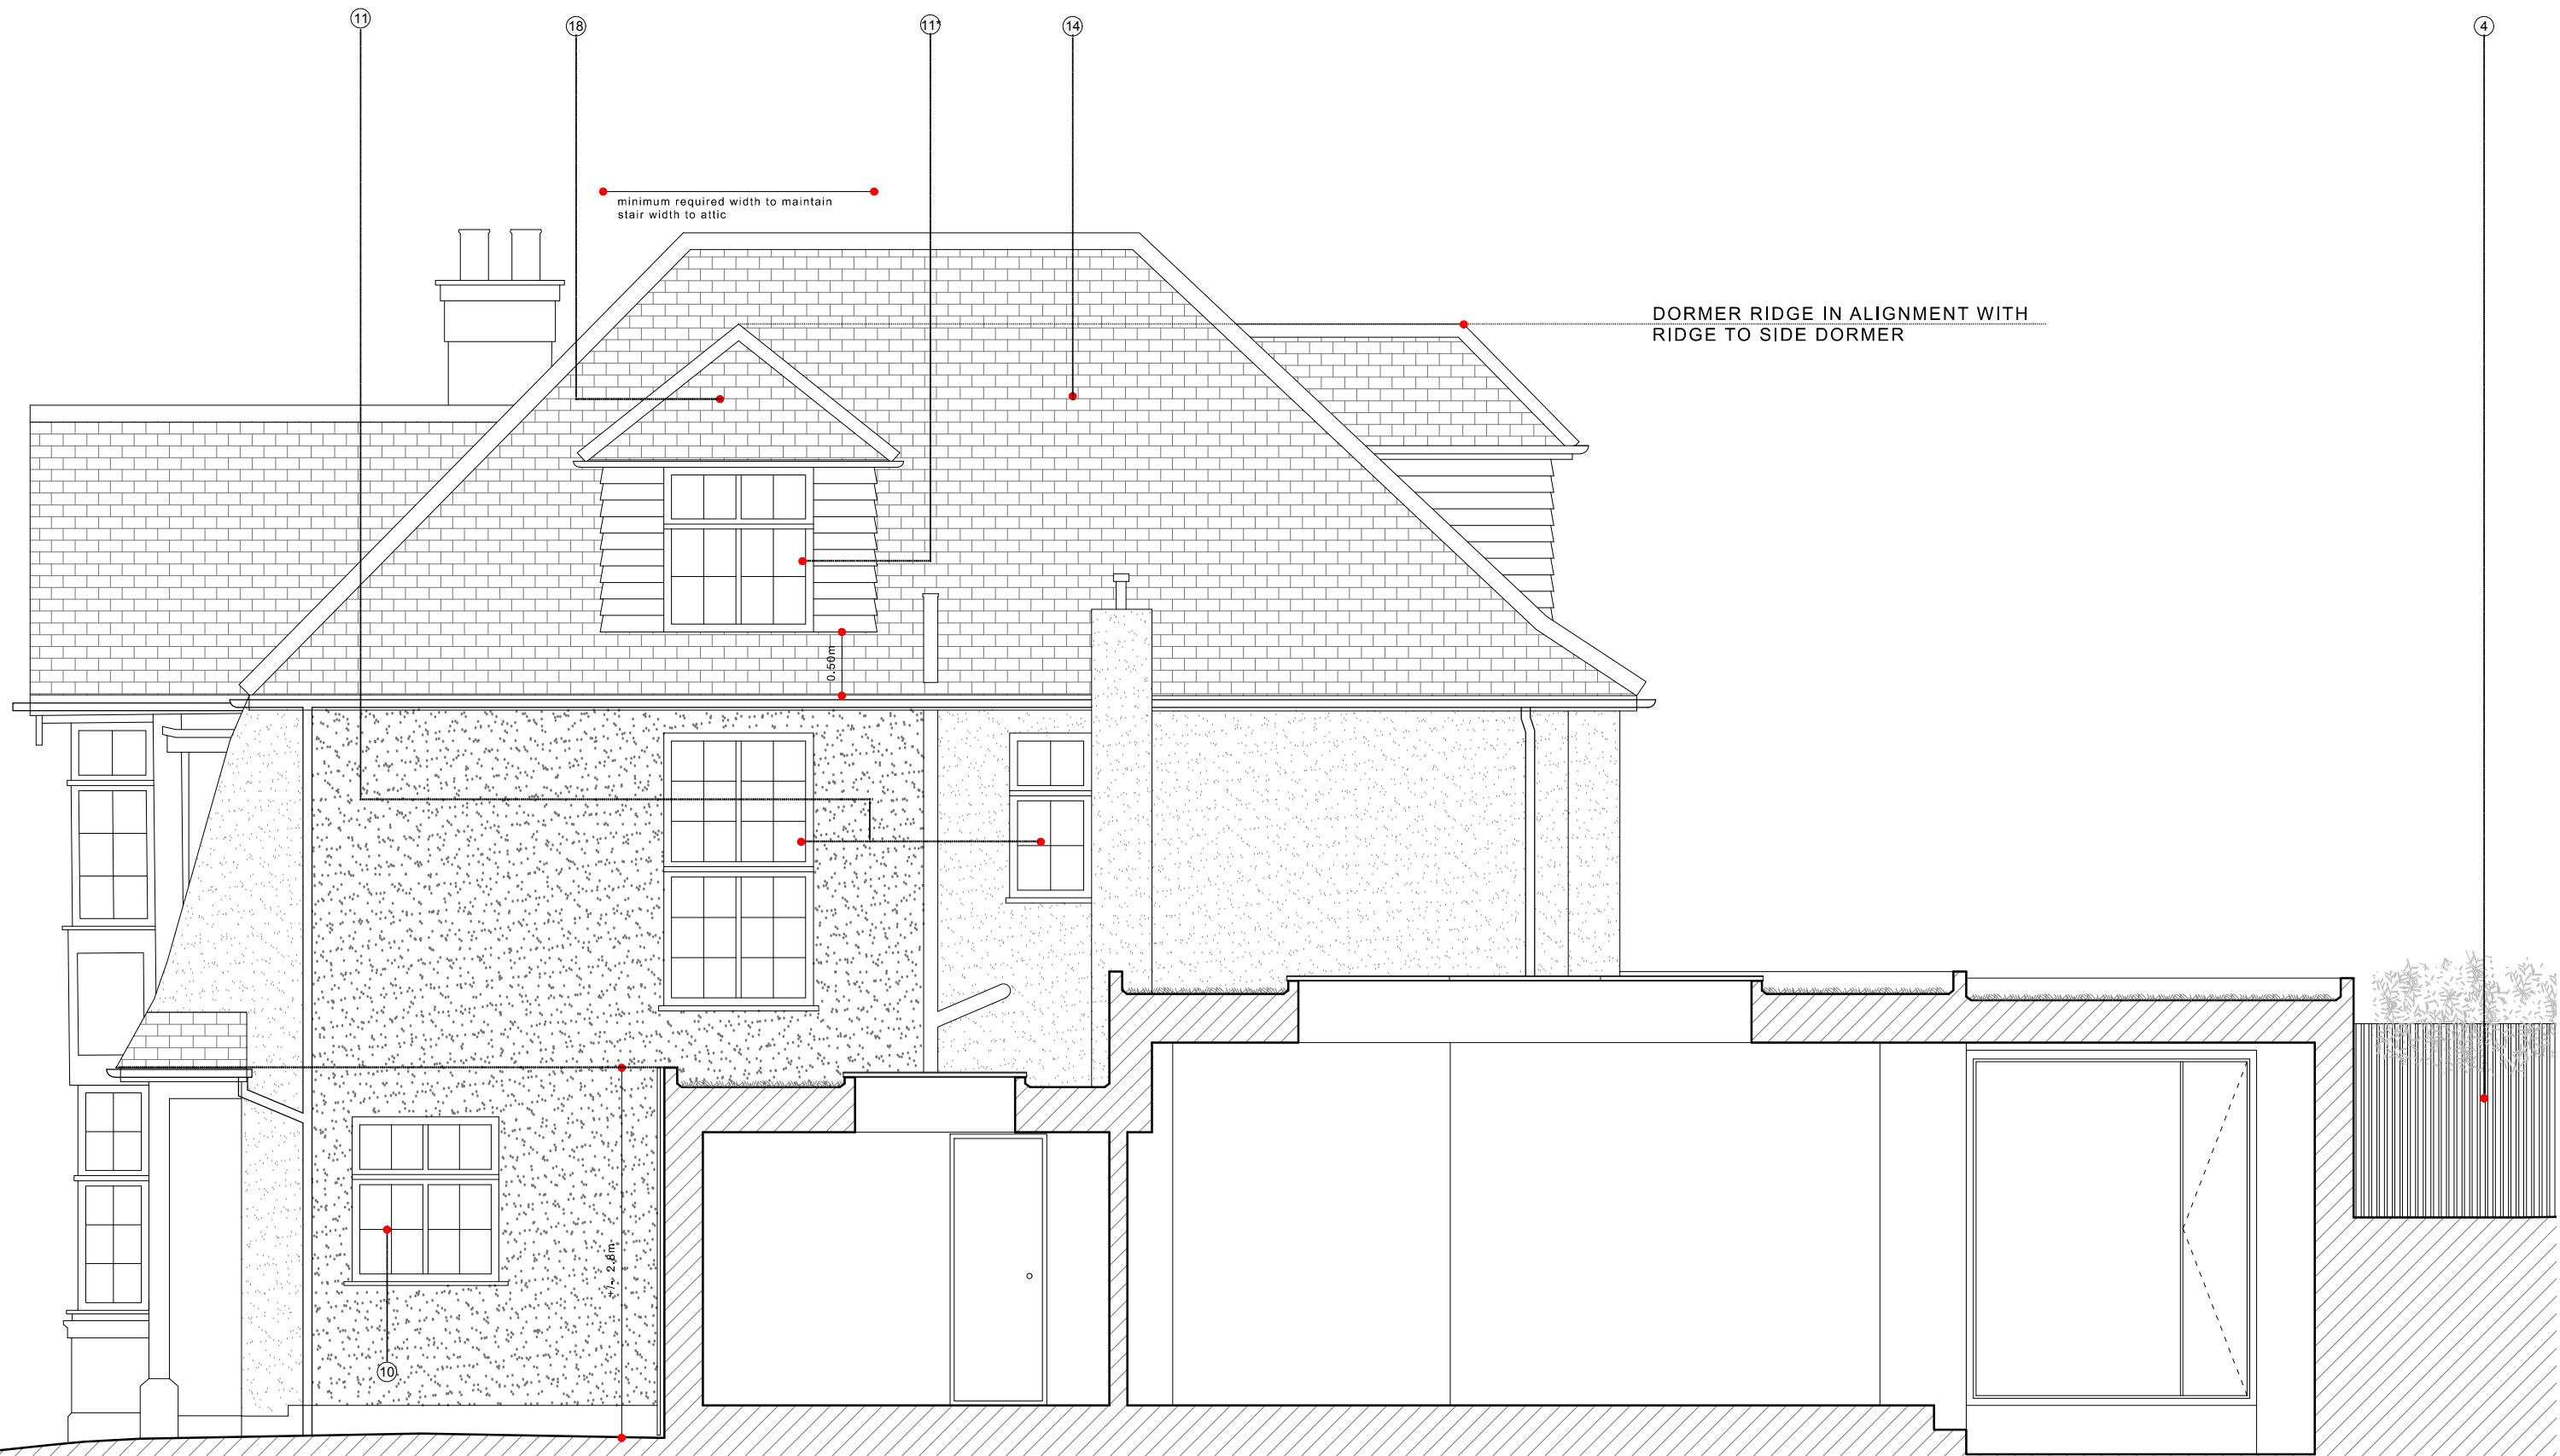 11
18
11*
14
4
minimum required width to maintain
stair width to attic
DORMER RIDGE IN ALIGNMENT WITH
RIDGE TO SIDE DORMER
0.50m
+/- 2.8m
10